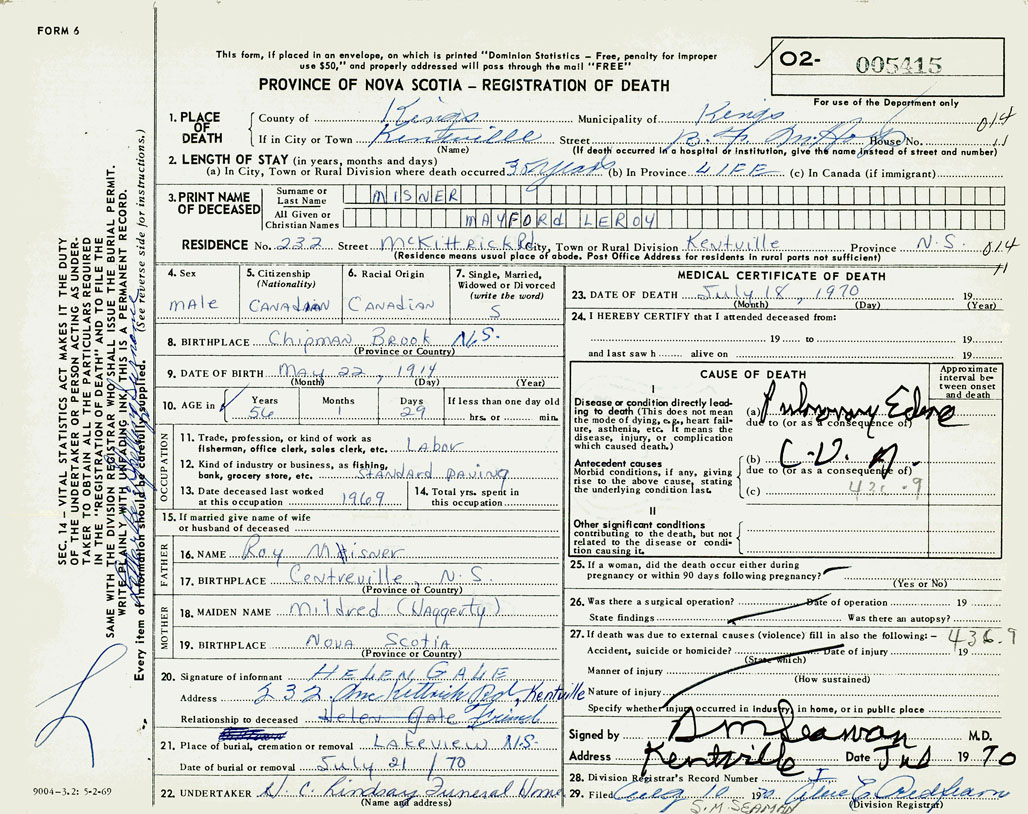 FORM 6
This form, if placed in an envelope, on which is printed "Dominion Statistics – Free, penalty for improper
use $50," and properly addressed will pass through the mail "FREE"
PROVINCE OF NOVA SCOTIA – REGISTRATION OF DEATH
O2- 005415
For use of the Department only
1. PLACE OF DEATH
County of Kings Municipality of Kings 014
If in City or Town Kentville Street B. F. House No. 11
(Name) (If death occurred in a hospital or institution, give the name instead of street and number)
2. LENGTH OF STAY (in years, months and days)
(a) In City, Town or Rural Division where death occurred 35 years (b) In Province LIFE (c) In Canada (if immigrant)
3. PRINT NAME OF DECEASED
Surname or Last Name MISNER
All Given or Christian Names MAYFORd LEROY
RESIDENCE No. 232 Street McKittrick Rd. City, Town or Rural Division Kentville Province N.S. 014
(Residence means usual place of abode. Post Office Address for residents in rural parts not sufficient)
4. Sex
male
5. Citizenship
(Nationality)
CANADIAN
6. Racial Origin
CANADIAN
7. Single, Married, Widowed or Divorced
(write the word)
S
8. BIRTHPLACE Chipman Brook N.S.
(Province or Country)
9. DATE OF BIRTH May 22, 1914
(Month) (Day) (Year)
10. AGE in Years Months Days If less than one day old
56 1 29 hrs. or min.
OCCUPATION
11. Trade, profession, or kind of work as
fisherman, office clerk, sales clerk, etc. LABOR
12. Kind of industry or business, as fishing,
bank, grocery store, etc. STANDARD PAVING
13. Date deceased last worked
at this occupation 1969
14. Total yrs. spent in
this occupation
15. If married give name of wife
or husband of deceased
FATHER
16. NAME Roy Misner
17. BIRTHPLACE Centreville, N.S.
(Province or Country)
MOTHER
18. MAIDEN NAME Mildred (Haggerty)
19. BIRTHPLACE NOVA SCOTIA
(Province or Country)
20. Signature of informant HELEN GALE
Address 232 McKittrick Rd, Kentville
Relationship to deceased Helen Gale Friend
21. Place of burial, cremation or removal LAKEVIEW N.S.
Date of burial or removal July 21 / 70
22. UNDERTAKER H. C. Lindsay Funeral Home
(Name and address)
MEDICAL CERTIFICATE OF DEATH
23. DATE OF DEATH July 18, 1970 19
(Month) (Day) (Year)
24. I HEREBY CERTIFY that I attended deceased from:
19 to 19
and last saw h alive on 19
CAUSE OF DEATH
Approximate interval between onset and death
I
Disease or condition directly leading to death (This does not mean the mode of dying, e.g., heart failure, asthenia, etc. It means the disease, injury, or complication which caused death.)
(a) Pulmonary Edema
due to (or as a consequence of)
Antecedent causes
Morbid conditions, if any, giving rise to the above cause, stating the underlying condition last.
(b) C.V.A.
due to (or as a consequence of)
(c) 436.9
II
Other significant conditions
contributing to the death, but not related to the disease or condition causing it.
25. If a woman, did the death occur either during
pregnancy or within 90 days following pregnancy?
(Yes or No)
26. Was there a surgical operation? Date of operation 19
State findings Was there an autopsy?
27. If death was due to external causes (violence) fill in also the following: – 436.9
Accident, suicide or homicide? Date of injury 19
(State which)
Manner of injury
(How sustained)
Nature of injury
Specify whether injury occurred in industry, in home, or in public place
Signed by M.D.
Address Kentville Date 1970
28. Division Registrar's Record Number
29. Filed Aug 10 1970
S.M. SEAMAN (Division Registrar)
SEC. 14 – VITAL STATISTICS ACT MAKES IT THE DUTY
OF THE UNDERTAKER OR PERSON ACTING AS UNDER-
TAKER TO OBTAIN ALL THE PARTICULARS REQUIRED
IN THE "REGISTRATION OF DEATH" AND TO FILE THE
SAME WITH THE DIVISION REGISTRAR WHO SHALL ISSUE THE BURIAL PERMIT.
WRITE PLAINLY WITH UNFADING INK, THIS IS A PERMANENT RECORD.
Every item of information should be carefully supplied. (See reverse side for instructions.)
9004-3.2: 5-2-69